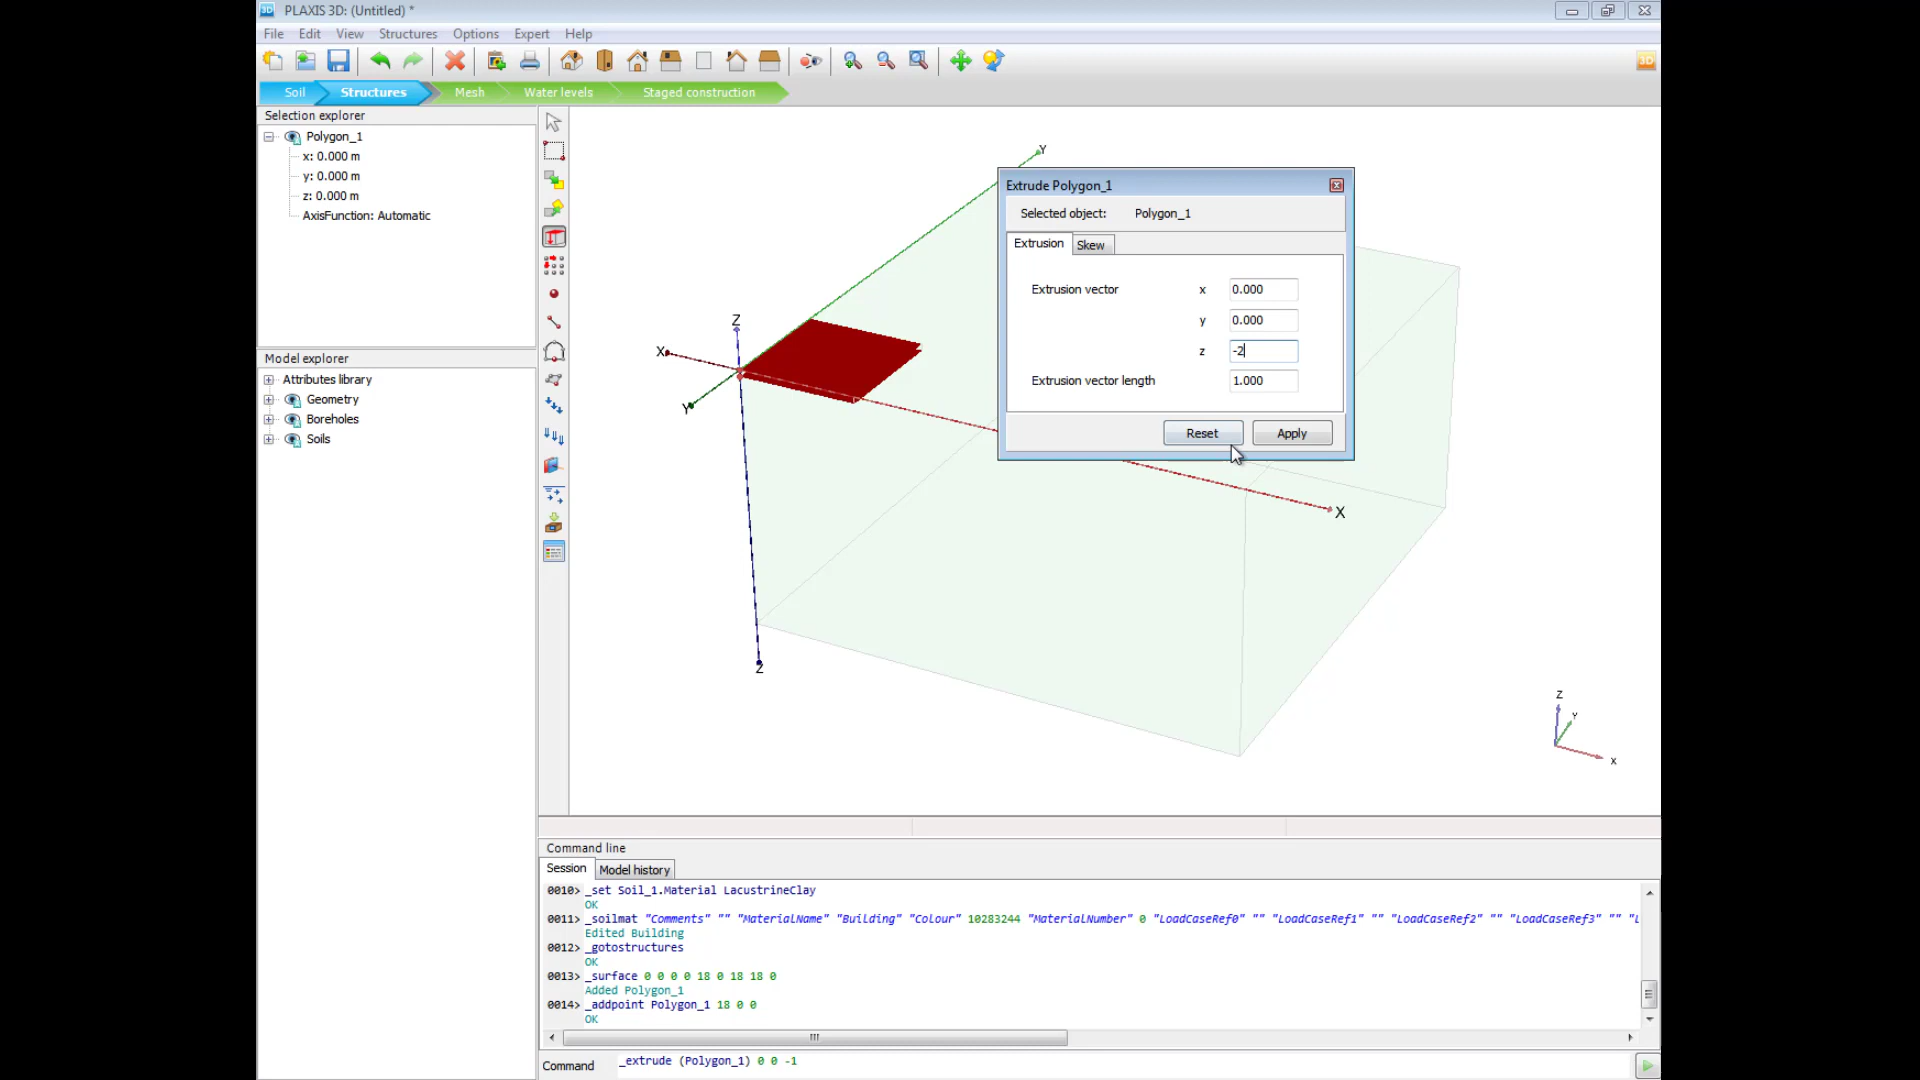 PLAXIS 3D: (Untitled) *
File Edit View Structures Options Expert Help
3D
Soil Structures Mesh Water levels Staged construction
Selection explorer
Polygon_1
x: 0.000 m
y: 0.000 m
z: 0.000 m
AxisFunction: Automatic
Model explorer
Attributes library
Geometry
Boreholes
Soils
Y
Z
X
Y
X
Z
Extrude Polygon_1
Selected object: Polygon_1
Extrusion Skew
Extrusion vector x 0.000
y 0.000
z -2
Extrusion vector length 1.000
Reset Apply
Z
Y
X
Command line
Session Model history
0010> _set Soil_1.Material LacustrineClay
OK
0011> _soilmat "Comments" "" "MaterialName" "Building" "Colour" 10283244 "MaterialNumber" 0 "LoadCaseRef0" "" "LoadCaseRef1" "" "LoadCaseRef2" "" "LoadCaseRef3" "" "L
Edited Building
0012> _gotostructures
OK
0013> _surface 0 0 0 0 18 0 18 18 0
Added Polygon_1
0014> _addpoint Polygon_1 18 0 0
OK
Command _extrude (Polygon_1) 0 0 -1